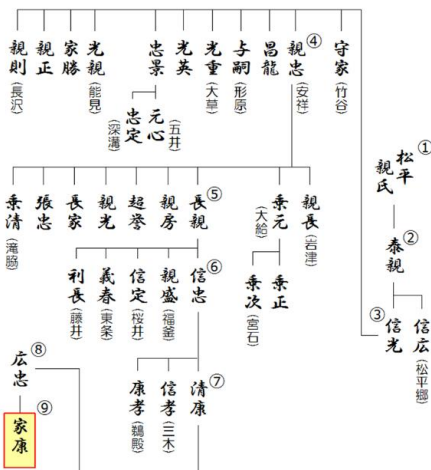 ①
松平
親氏
②
泰親
信広
(松平郷)
③
信光
守家
(竹谷)
④
親忠
(安祥)
昌龍
与嗣
(形原)
光重
(大草)
光英
忠景
元心
(五井)
忠定
(深溝)
光親
(能見)
家勝
親正
親則
(長沢)
親長
(岩津)
乗元
(大給)
乗正
乗次
(宮石)
⑤
長親
親房
超誉
親光
長家
張忠
乗清
(滝脇)
⑥
信忠
親盛
(福釜)
信定
(桜井)
義春
(東条)
利長
(藤井)
⑦
清康
信孝
(三木)
康孝
(鵜殿)
⑧
広忠
⑨
家康